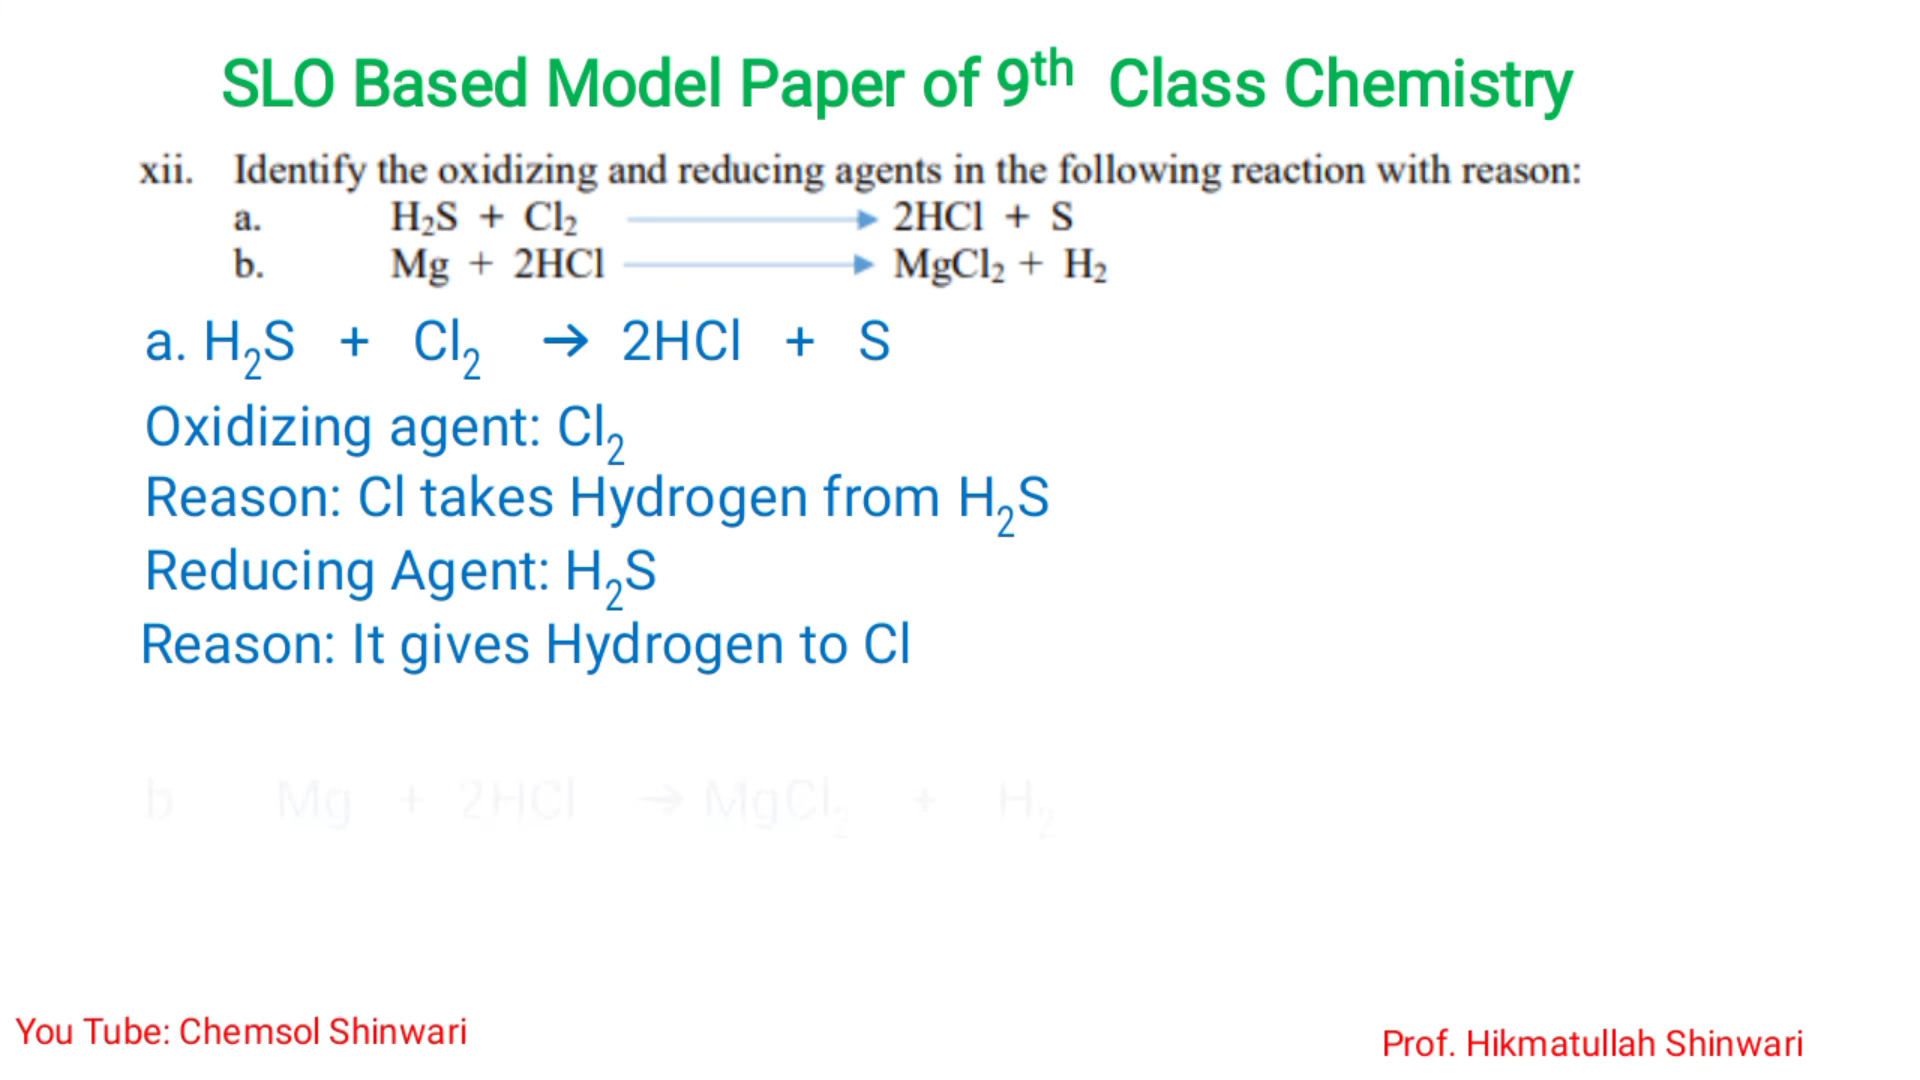 SLO Based Model Paper of 9th Class Chemistry
xii. Identify the oxidizing and reducing agents in the following reaction with reason:
a. H₂S + Cl₂ → 2HCl + S
b. Mg + 2HCl → MgCl₂ + H₂
a. H₂S + Cl₂ → 2HCl + S
Oxidizing agent: Cl₂
Reason: Cl takes Hydrogen from H₂S
Reducing Agent: H₂S
Reason: It gives Hydrogen to Cl
b Mg + 2HCl → MgCl₂ + H₂
You Tube: Chemsol Shinwari
Prof. Hikmatullah Shinwari